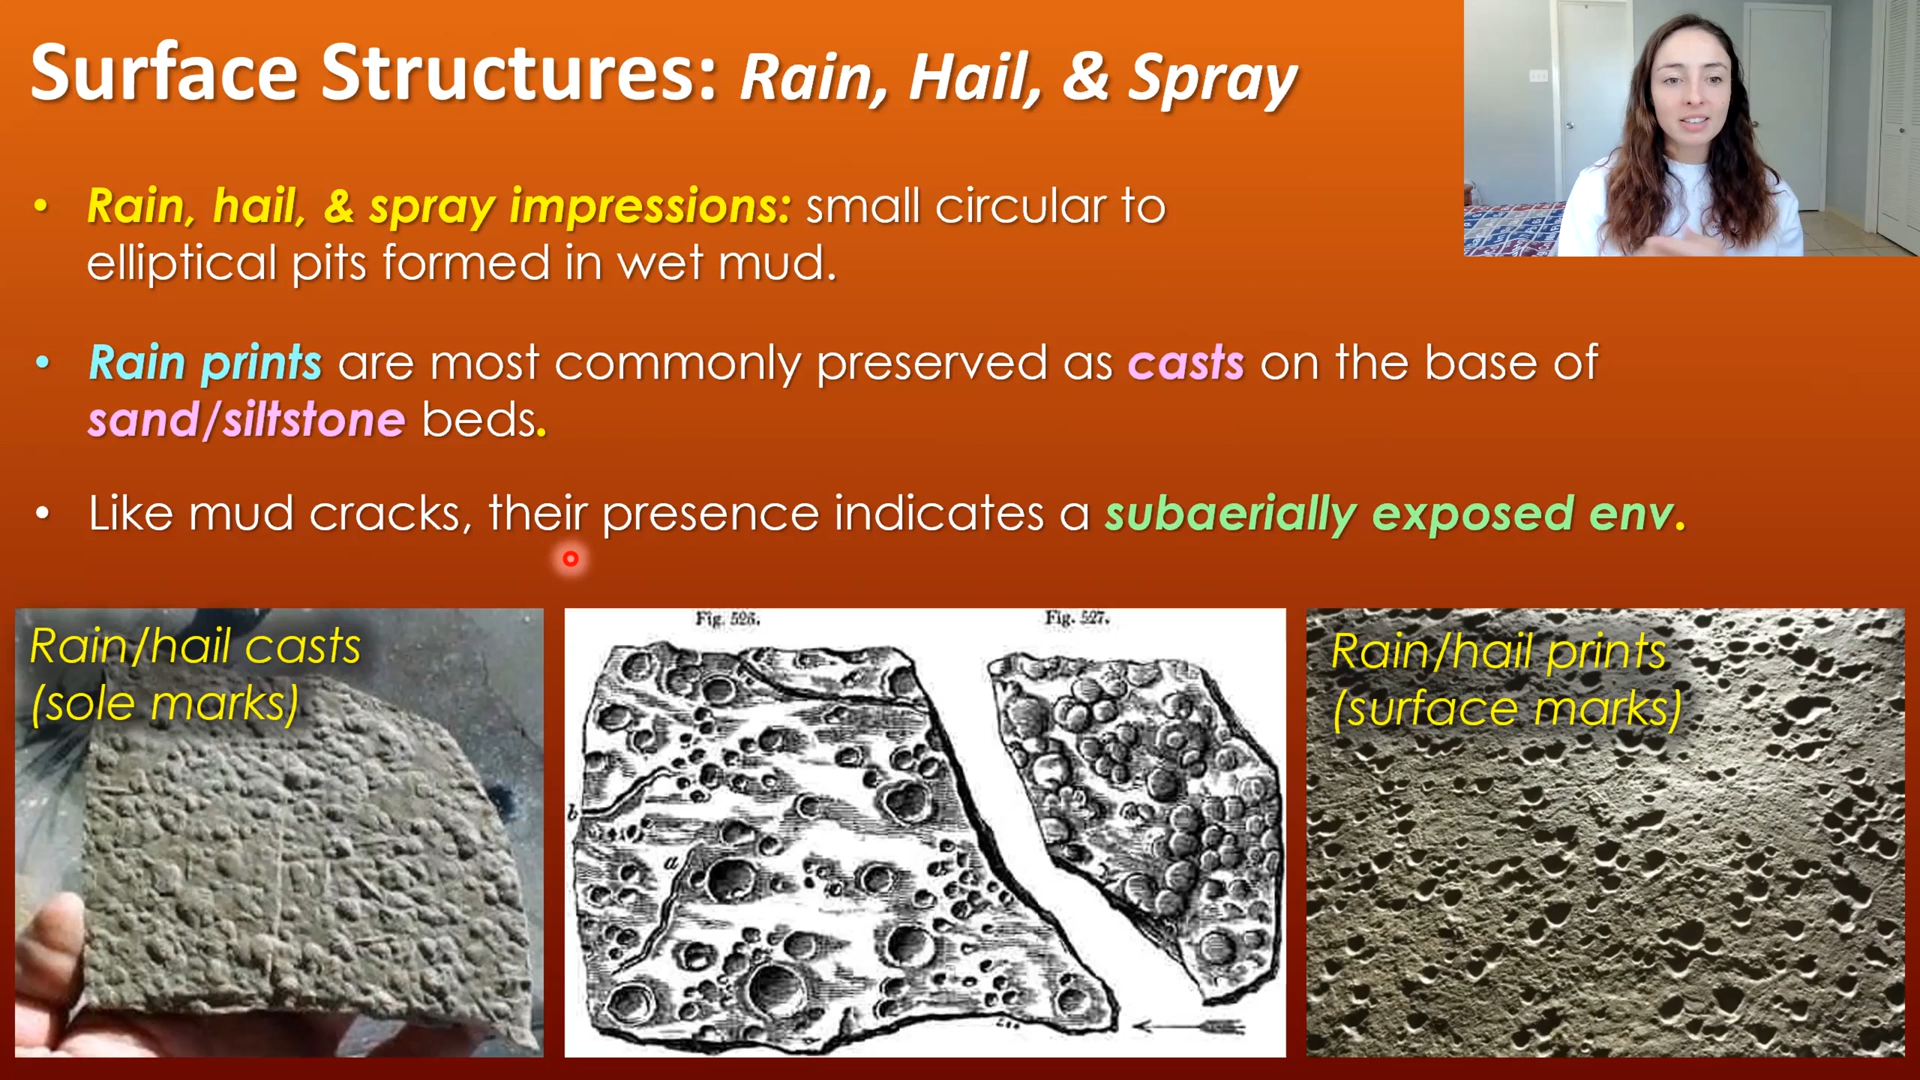 Surface Structures: Rain, Hail, & Spray
• Rain, hail, & spray impressions: small circular to
elliptical pits formed in wet mud.
• Rain prints are most commonly preserved as casts on the base of
sand/siltstone beds.
• Like mud cracks, their presence indicates a subaerially exposed env.
Rain/hail casts
(sole marks)
Fig. 526.
Fig. 527.
b
a
Rain/hail prints
(surface marks)